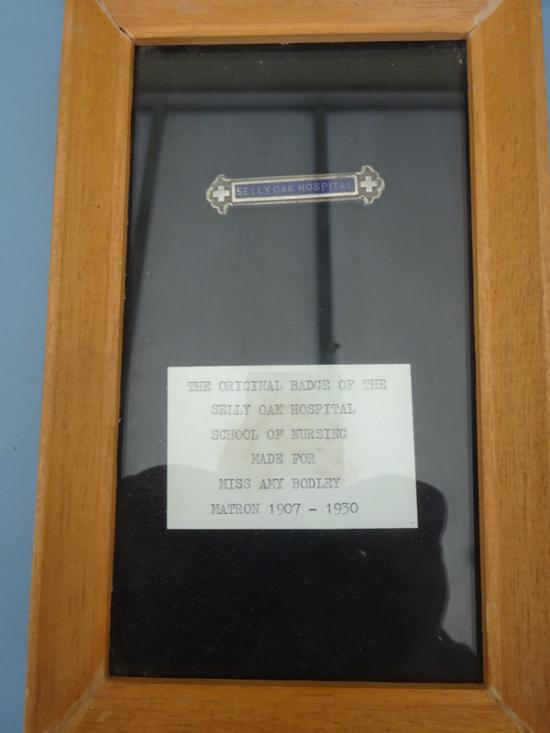 SELLY OAK HOSPITAL
THE ORIGINAL BADGE OF THE
SELLY OAK HOSPITAL
SCHOOL OF NURSING
MADE FOR
MISS AMY BODLEY
MATRON 1907 - 1930